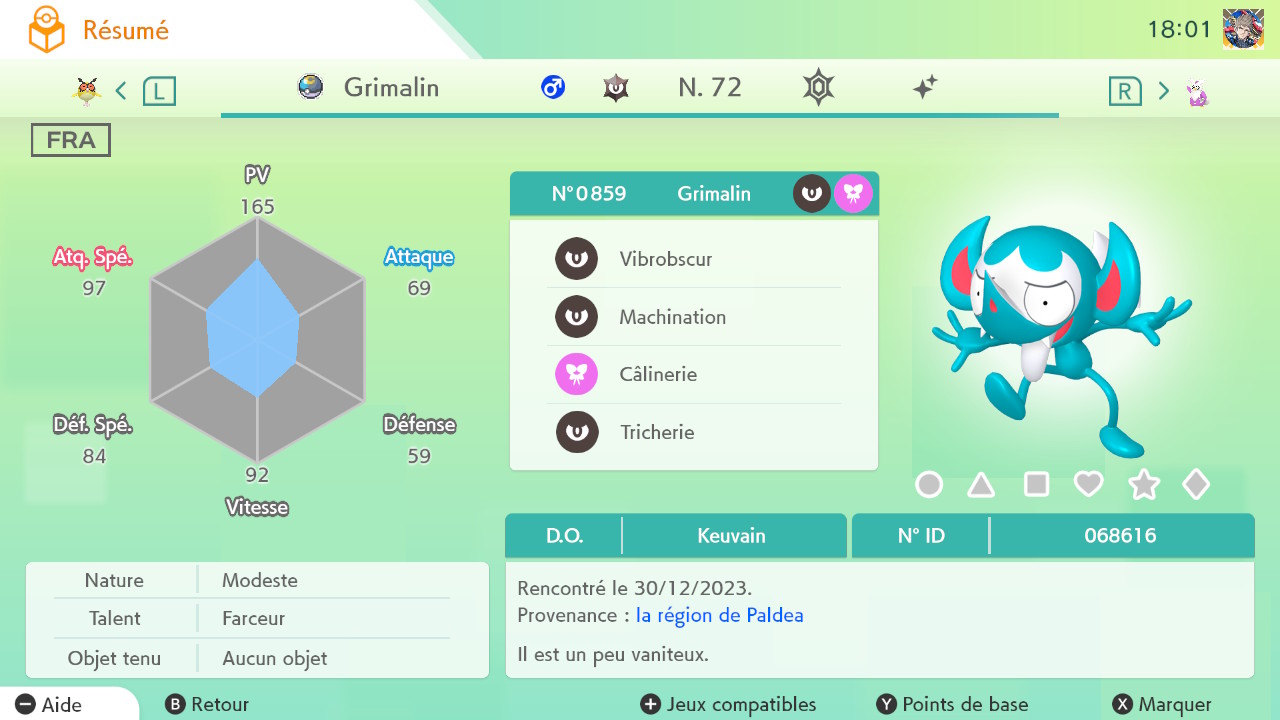 Résumé
18:01
L
Grimalin
N. 72
R
FRA
PV
165
Atq. Spé.
97
Attaque
69
Déf. Spé.
84
Défense
59
92
Vitesse
N°0859 Grimalin
Vibrobscur
Machination
Câlinerie
Tricherie
D.O. Keuvain
N° ID 068616
Nature Modeste
Talent Farceur
Objet tenu Aucun objet
Rencontré le 30/12/2023.
Provenance : la région de Paldea
Il est un peu vaniteux.
Aide
B Retour
Jeux compatibles
Y Points de base
X Marquer